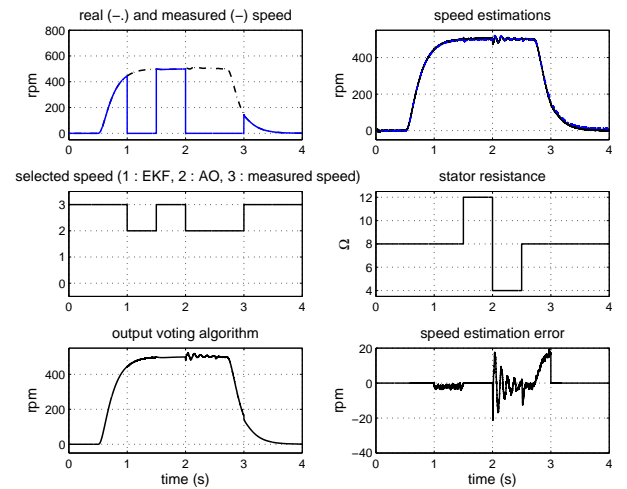 real (−.) and measured (−) speed
rpm
800
600
400
200
0
0 1 2 3 4
speed estimations
rpm
400
200
0
0 1 2 3 4
selected speed (1 : EKF, 2 : AO, 3 : measured speed)
3
2
1
0
0 1 2 3 4
stator resistance
Ω
12
10
8
6
4
0 1 2 3 4
output voting algorithm
rpm
400
200
0
0 1 2 3 4
time (s)
speed estimation error
rpm
20
0
−20
−40
0 1 2 3 4
time (s)